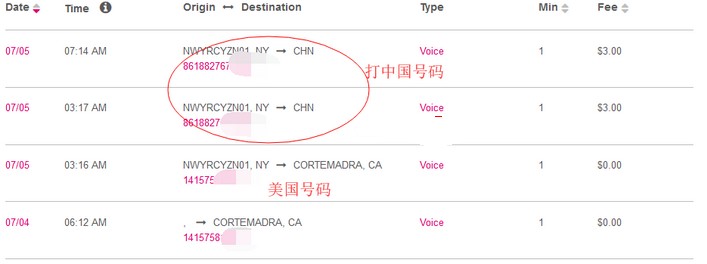 Date Time Origin ↔ Destination Type Min Fee
07/05 07:14 AM NWYRCYZN01, NY → CHN Voice 1 $3.00
861882767
打中国号码
07/05 03:17 AM NWYRCYZN01, NY → CHN Voice 1 $3.00
8618827
07/05 03:16 AM NWYRCYZN01, NY → CORTEMADRA, CA Voice 1 $0.00
141575
美国号码
07/04 06:12 AM , → CORTEMADRA, CA Voice 1 $0.00
1415758